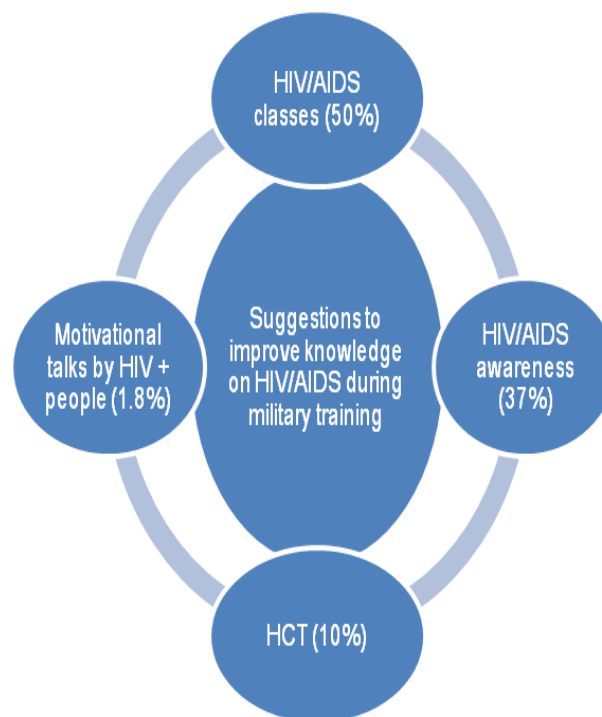 HIV/AIDS
classes (50%)
Suggestions to
improve knowledge
on HIV/AIDS during
military training
Motivational
talks by HIV +
people (1.8%)
HIV/AIDS
awareness
(37%)
HCT (10%)